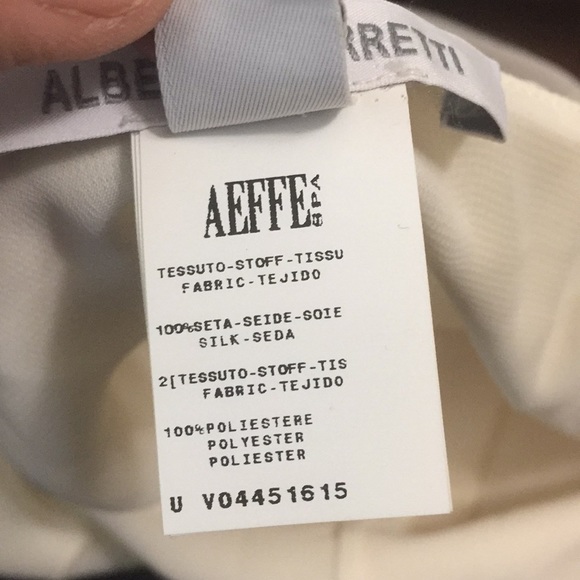 ALBE RRETTI
AEFFE SPA
TESSUTO-STOFF-TISSU
FABRIC-TEJIDO
100%SETA-SEIDE-SOIE
SILK-SEDA
2[TESSUTO-STOFF-TIS
FABRIC-TEJIDO
100%POLIESTERE
POLYESTER
POLIESTER
U V04451615